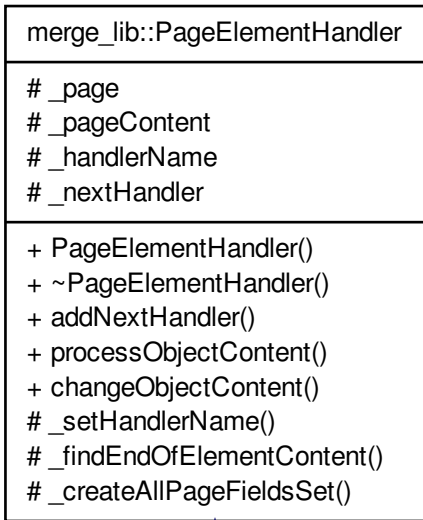 merge_lib::PageElementHandler
# _page
# _pageContent
# _handlerName
# _nextHandler
+ PageElementHandler()
+ ~PageElementHandler()
+ addNextHandler()
+ processObjectContent()
+ changeObjectContent()
# _setHandlerName()
# _findEndOfElementContent()
# _createAllPageFieldsSet()